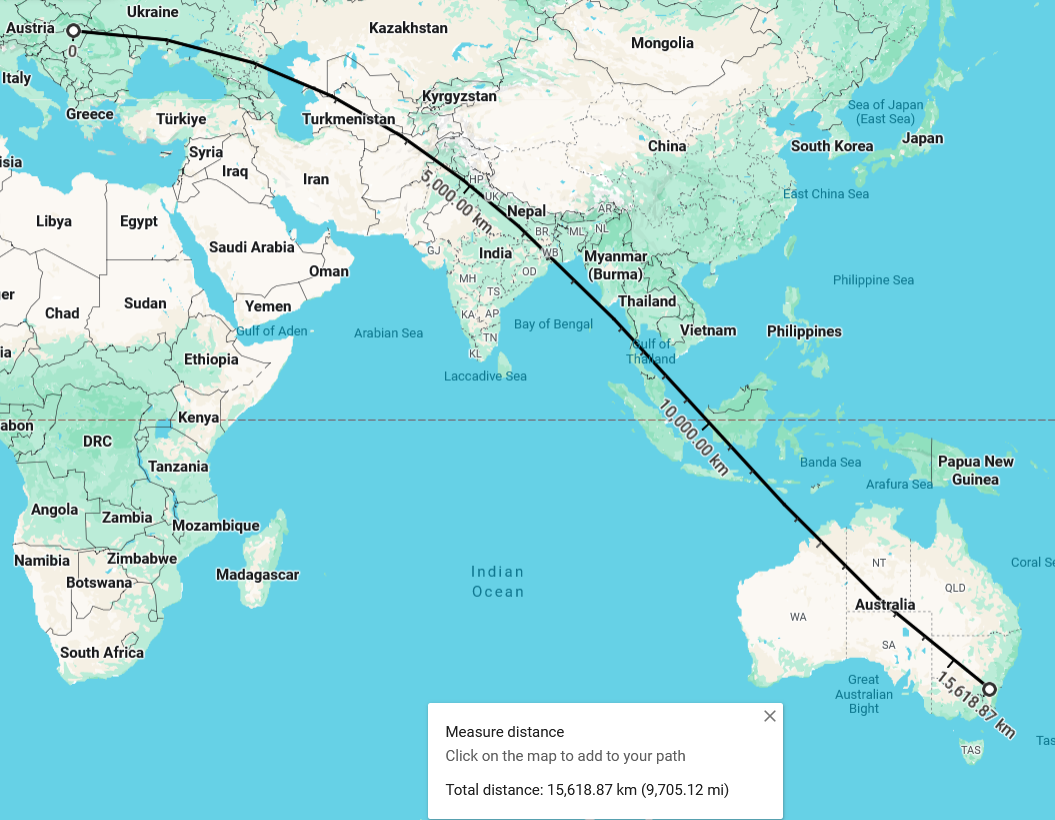 Ukraine
Austria
Kazakhstan
Mongolia
0
Italy
Kyrgyzstan
Sea of Japan
(East Sea)
Greece
Türkiye
Turkmenistan
Japan
China
South Korea
Syria
isia
Iraq
Iran
HP
5,000.00 km
UK
East China Sea
Nepal
AR
Libya
Egypt
BR
ML
NL
Saudi Arabia
GJ
India
WB
Myanmar
(Burma)
Oman
OD
MH
Philippine Sea
er
Sudan
TS
Chad
Yemen
Thailand
KA
AP
Gulf of Aden
Arabian Sea
Bay of Bengal
Vietnam
Philippines
TN
Gulf of
Thailand
ia
Ethiopia
KL
Laccadive Sea
10,000.00 km
Kenya
abon
DRC
Tanzania
Banda Sea
Papua New
Guinea
Arafura Sea
Angola
Zambia
Mozambique
Namibia
Zimbabwe
Indian
Ocean
NT
Coral Se
Botswana
Madagascar
QLD
Australia
WA
SA
South Africa
Great
Australian
Bight
15,618.87 km
TAS
Tas
Measure distance
Click on the map to add to your path
Total distance: 15,618.87 km (9,705.12 mi)